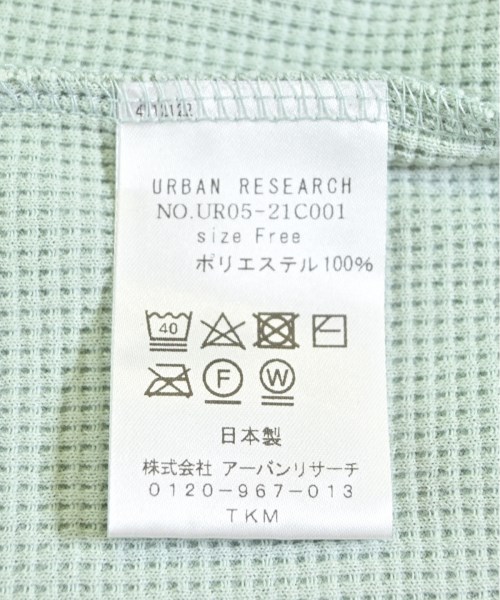 URBAN RESEARCH
NO.UR05-21C001
size Free
ポリエステル100%
40
F W
日本製
株式会社 アーバンリサーチ
0120-967-013
TKM